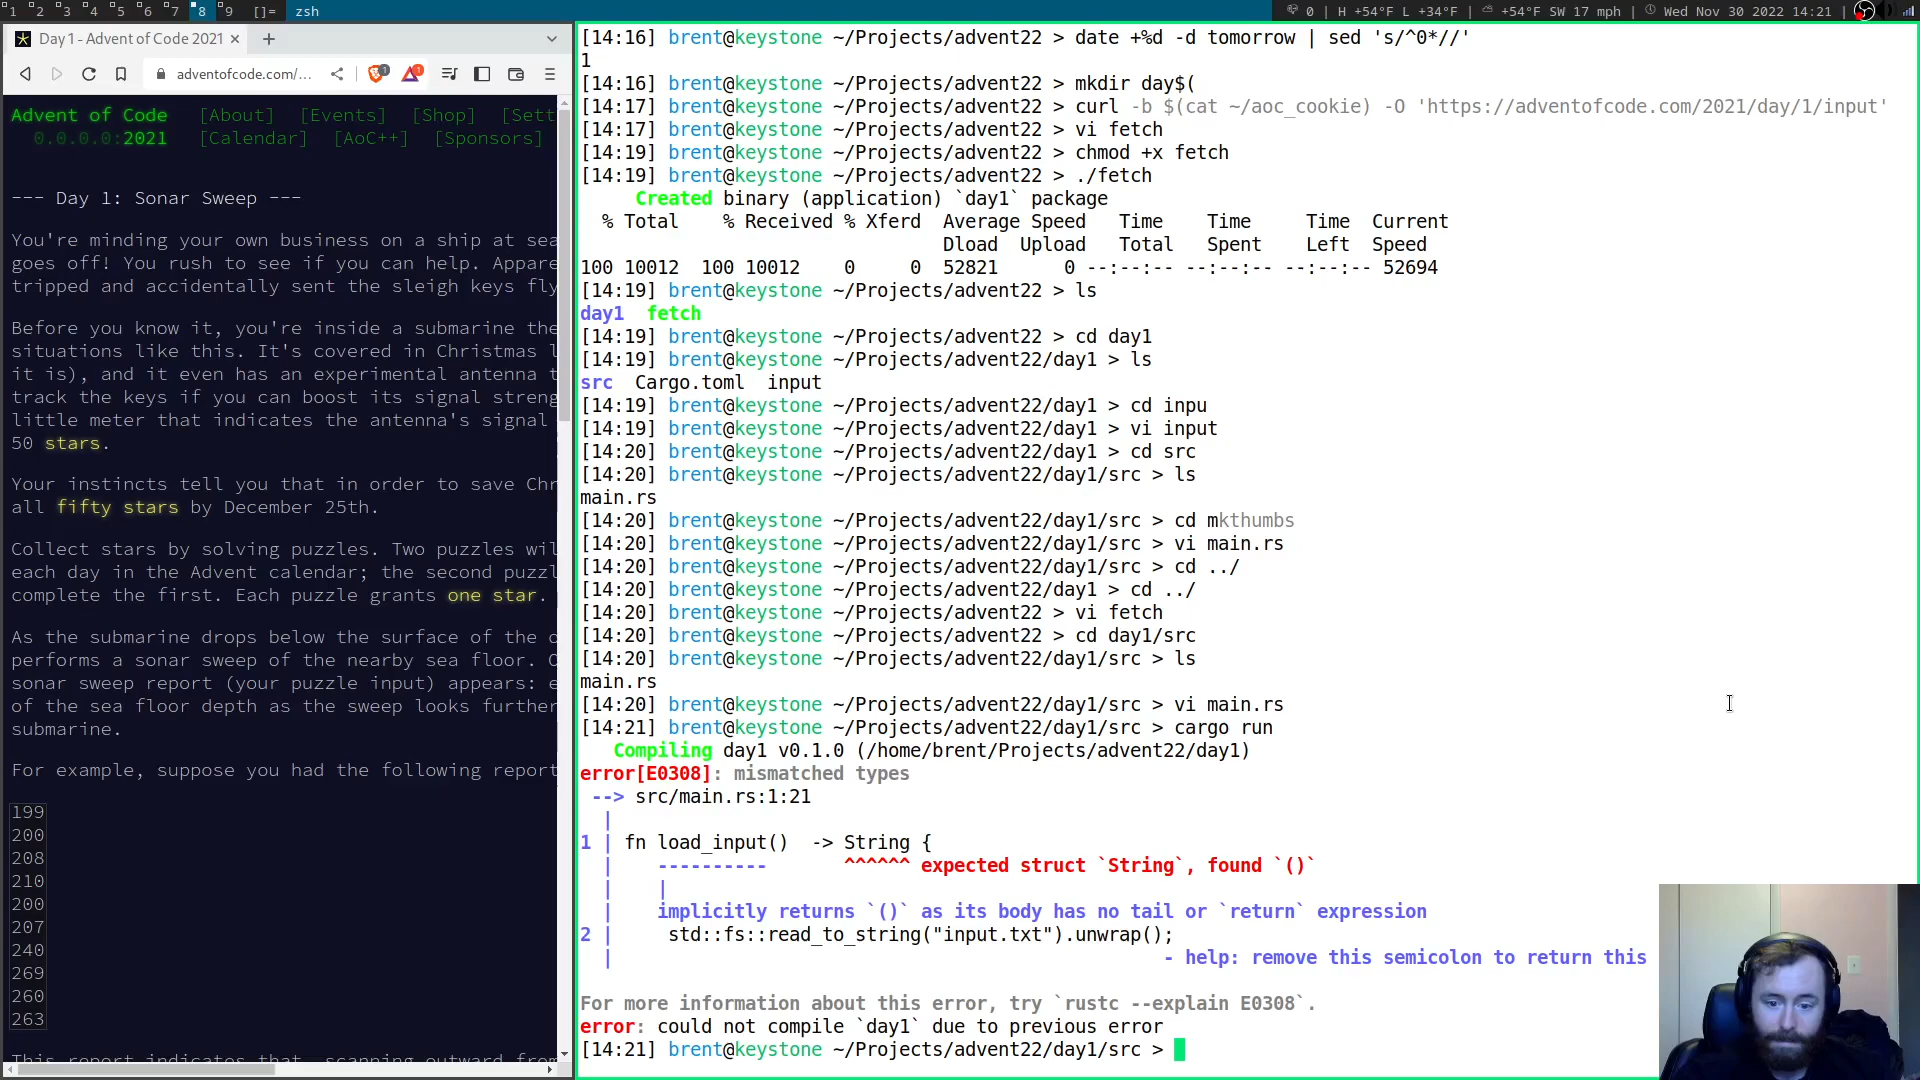 1 2 3 4 5 6 7 8 9 []= zsh
0 | H +54°F L +34°F | +54°F SW 17 mph | Wed Nov 30 2022 14:21 |
Day 1 - Advent of Code 2021
adventofcode.com/...
Advent of Code [About] [Events] [Shop] [Sett
0.0.0.0:2021 [Calendar] [AoC++] [Sponsors]
--- Day 1: Sonar Sweep ---
You're minding your own business on a ship at sea
goes off! You rush to see if you can help. Appare
tripped and accidentally sent the sleigh keys fly
Before you know it, you're inside a submarine the
situations like this. It's covered in Christmas l
it is), and it even has an experimental antenna t
track the keys if you can boost its signal streng
little meter that indicates the antenna's signal
50 stars.
Your instincts tell you that in order to save Chr
all fifty stars by December 25th.
Collect stars by solving puzzles. Two puzzles wil
each day in the Advent calendar; the second puzzl
complete the first. Each puzzle grants one star.
As the submarine drops below the surface of the o
performs a sonar sweep of the nearby sea floor. O
sonar sweep report (your puzzle input) appears: e
of the sea floor depth as the sweep looks further
submarine.
For example, suppose you had the following report
199
200
208
210
200
207
240
269
260
263
This report indicates that, scanning outward from
[14:16] brent@keystone ~/Projects/advent22 > date +%d -d tomorrow | sed 's/^0*//'
1
[14:16] brent@keystone ~/Projects/advent22 > mkdir day$(
[14:17] brent@keystone ~/Projects/advent22 > curl -b $(cat ~/aoc_cookie) -O 'https://adventofcode.com/2021/day/1/input'
[14:17] brent@keystone ~/Projects/advent22 > vi fetch
[14:19] brent@keystone ~/Projects/advent22 > chmod +x fetch
[14:19] brent@keystone ~/Projects/advent22 > ./fetch
Created binary (application) `day1` package
% Total % Received % Xferd Average Speed Time Time Time Current
Dload Upload Total Spent Left Speed
100 10012 100 10012 0 0 52821 0 --:--:-- --:--:-- --:--:-- 52694
[14:19] brent@keystone ~/Projects/advent22 > ls
day1 fetch
[14:19] brent@keystone ~/Projects/advent22 > cd day1
[14:19] brent@keystone ~/Projects/advent22/day1 > ls
src Cargo.toml input
[14:19] brent@keystone ~/Projects/advent22/day1 > cd inpu
[14:19] brent@keystone ~/Projects/advent22/day1 > vi input
[14:20] brent@keystone ~/Projects/advent22/day1 > cd src
[14:20] brent@keystone ~/Projects/advent22/day1/src > ls
main.rs
[14:20] brent@keystone ~/Projects/advent22/day1/src > cd mkthumbs
[14:20] brent@keystone ~/Projects/advent22/day1/src > vi main.rs
[14:20] brent@keystone ~/Projects/advent22/day1/src > cd ../
[14:20] brent@keystone ~/Projects/advent22/day1 > cd ../
[14:20] brent@keystone ~/Projects/advent22 > vi fetch
[14:20] brent@keystone ~/Projects/advent22 > cd day1/src
[14:20] brent@keystone ~/Projects/advent22/day1/src > ls
main.rs
[14:20] brent@keystone ~/Projects/advent22/day1/src > vi main.rs
[14:21] brent@keystone ~/Projects/advent22/day1/src > cargo run
Compiling day1 v0.1.0 (/home/brent/Projects/advent22/day1)
error[E0308]: mismatched types
--> src/main.rs:1:21
|
1 | fn load_input() -> String {
| ---------- ^^^^^^ expected struct `String`, found `()`
| |
| implicitly returns `()` as its body has no tail or `return` expression
2 | std::fs::read_to_string("input.txt").unwrap();
| - help: remove this semicolon to return this
For more information about this error, try `rustc --explain E0308`.
error: could not compile `day1` due to previous error
[14:21] brent@keystone ~/Projects/advent22/day1/src >